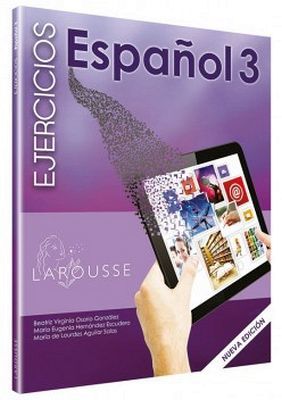 Español 3
EJERCICIOS
LAROUSSE
Beatriz Virginia Osorio González
María Eugenia Hernández Escudero
María de Lourdes Aguilar Salas
NUEVA EDICIÓN